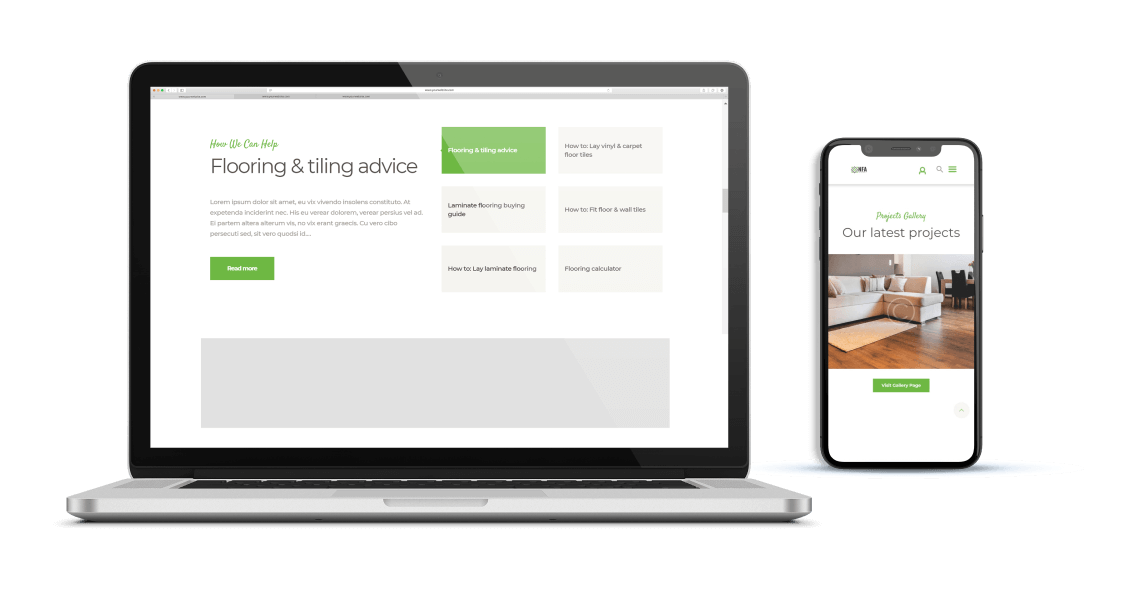 www.yourwebsite.com
How We Can Help
Flooring & tiling advice
Lorem ipsum dolor sit amet, eu vix vivendo insolens constituto. At
expetenda inciderint nec. His eu verear dolorem, verear persius vel ad.
Ei partem altera alterum vis, no vix erant graecis. Cu vero cibo
persecuti sed, sit vero quodsi id....
Read more
Flooring & tiling advice
How to: Lay vinyl & carpet
floor tiles
Laminate flooring buying
guide
How to: Fit floor & wall tiles
How to: Lay laminate flooring
Flooring calculator
NFA
Projects Gallery
Our latest projects
Visit Gallery Page